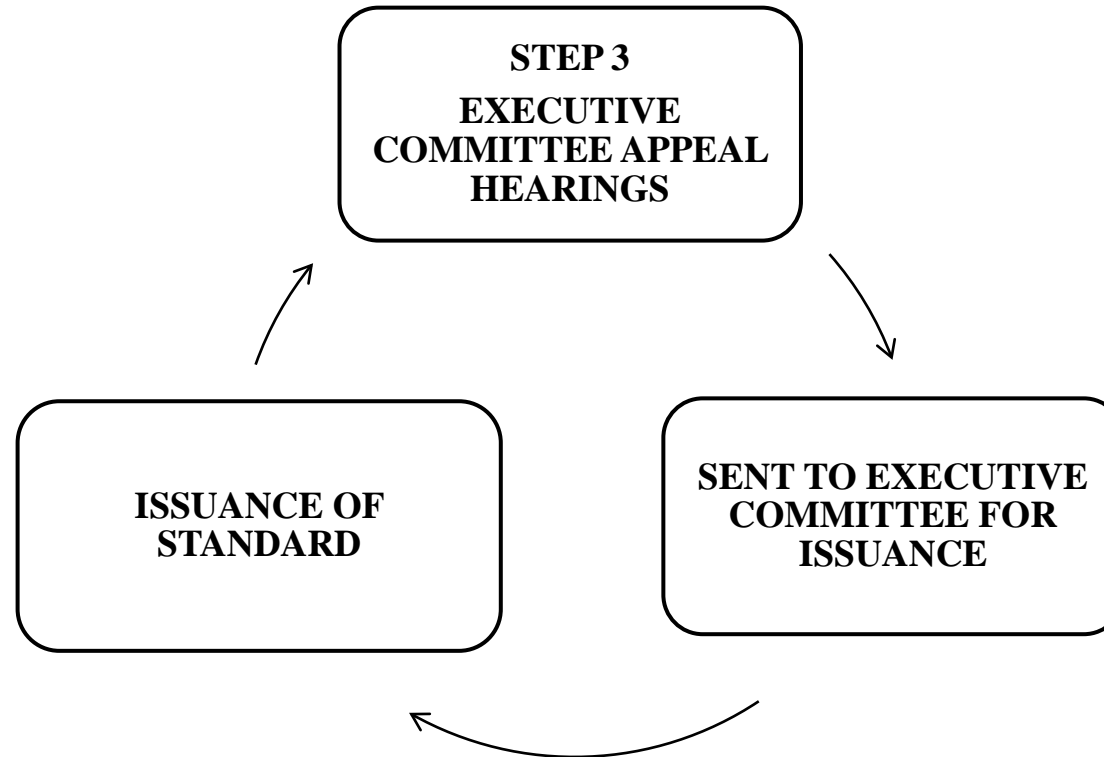 STEP 3
EXECUTIVE
COMMITTEE APPEAL
HEARINGS
SENT TO EXECUTIVE
COMMITTEE FOR
ISSUANCE
ISSUANCE OF
STANDARD